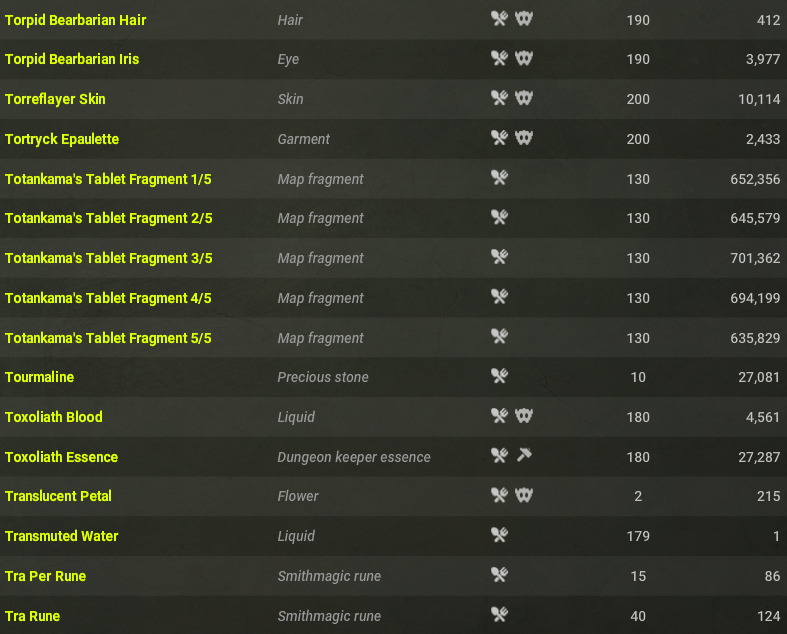 Torpid Bearbarian Hair Hair 190 412
Torpid Bearbarian Iris Eye 190 3,977
Torreflayer Skin Skin 200 10,114
Tortryck Epaulette Garment 200 2,433
Totankama's Tablet Fragment 1/5 Map fragment 130 652,356
Totankama's Tablet Fragment 2/5 Map fragment 130 645,579
Totankama's Tablet Fragment 3/5 Map fragment 130 701,362
Totankama's Tablet Fragment 4/5 Map fragment 130 694,199
Totankama's Tablet Fragment 5/5 Map fragment 130 635,829
Tourmaline Precious stone 10 27,081
Toxoliath Blood Liquid 180 4,561
Toxoliath Essence Dungeon keeper essence 180 27,287
Translucent Petal Flower 2 215
Transmuted Water Liquid 179 1
Tra Per Rune Smithmagic rune 15 86
Tra Rune Smithmagic rune 40 124